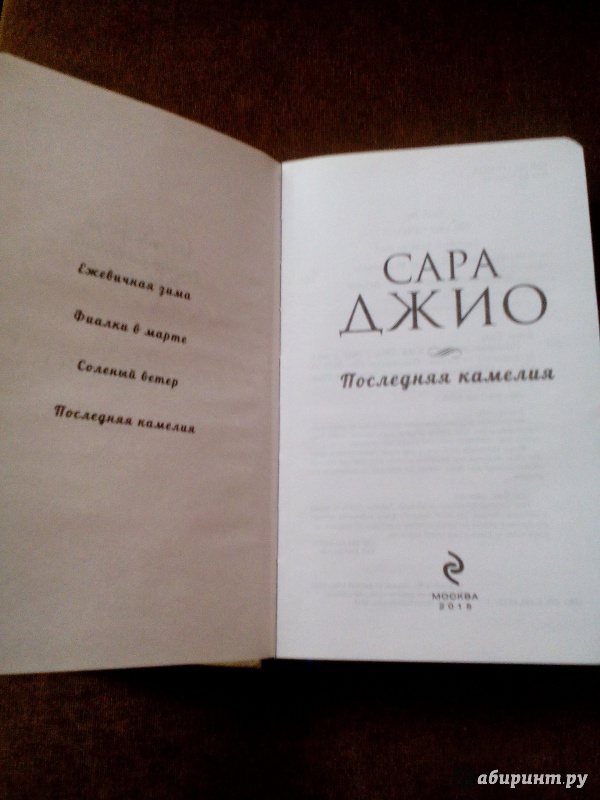 Ежевичная зима
Фиалки в марте
Соленый ветер
Последняя камелия
САРА
ДЖИО
Последняя камелия
МОСКВА
2015
абиринт.ру